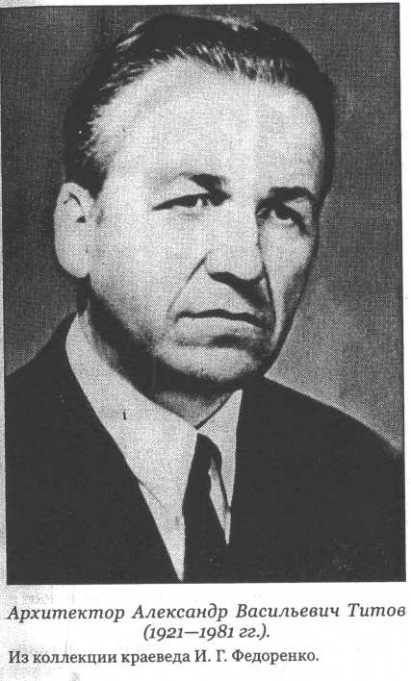 Архитектор Александр Васильевич Титов
(1921—1981 гг.).
Из коллекции краеведа И. Г. Федоренко.